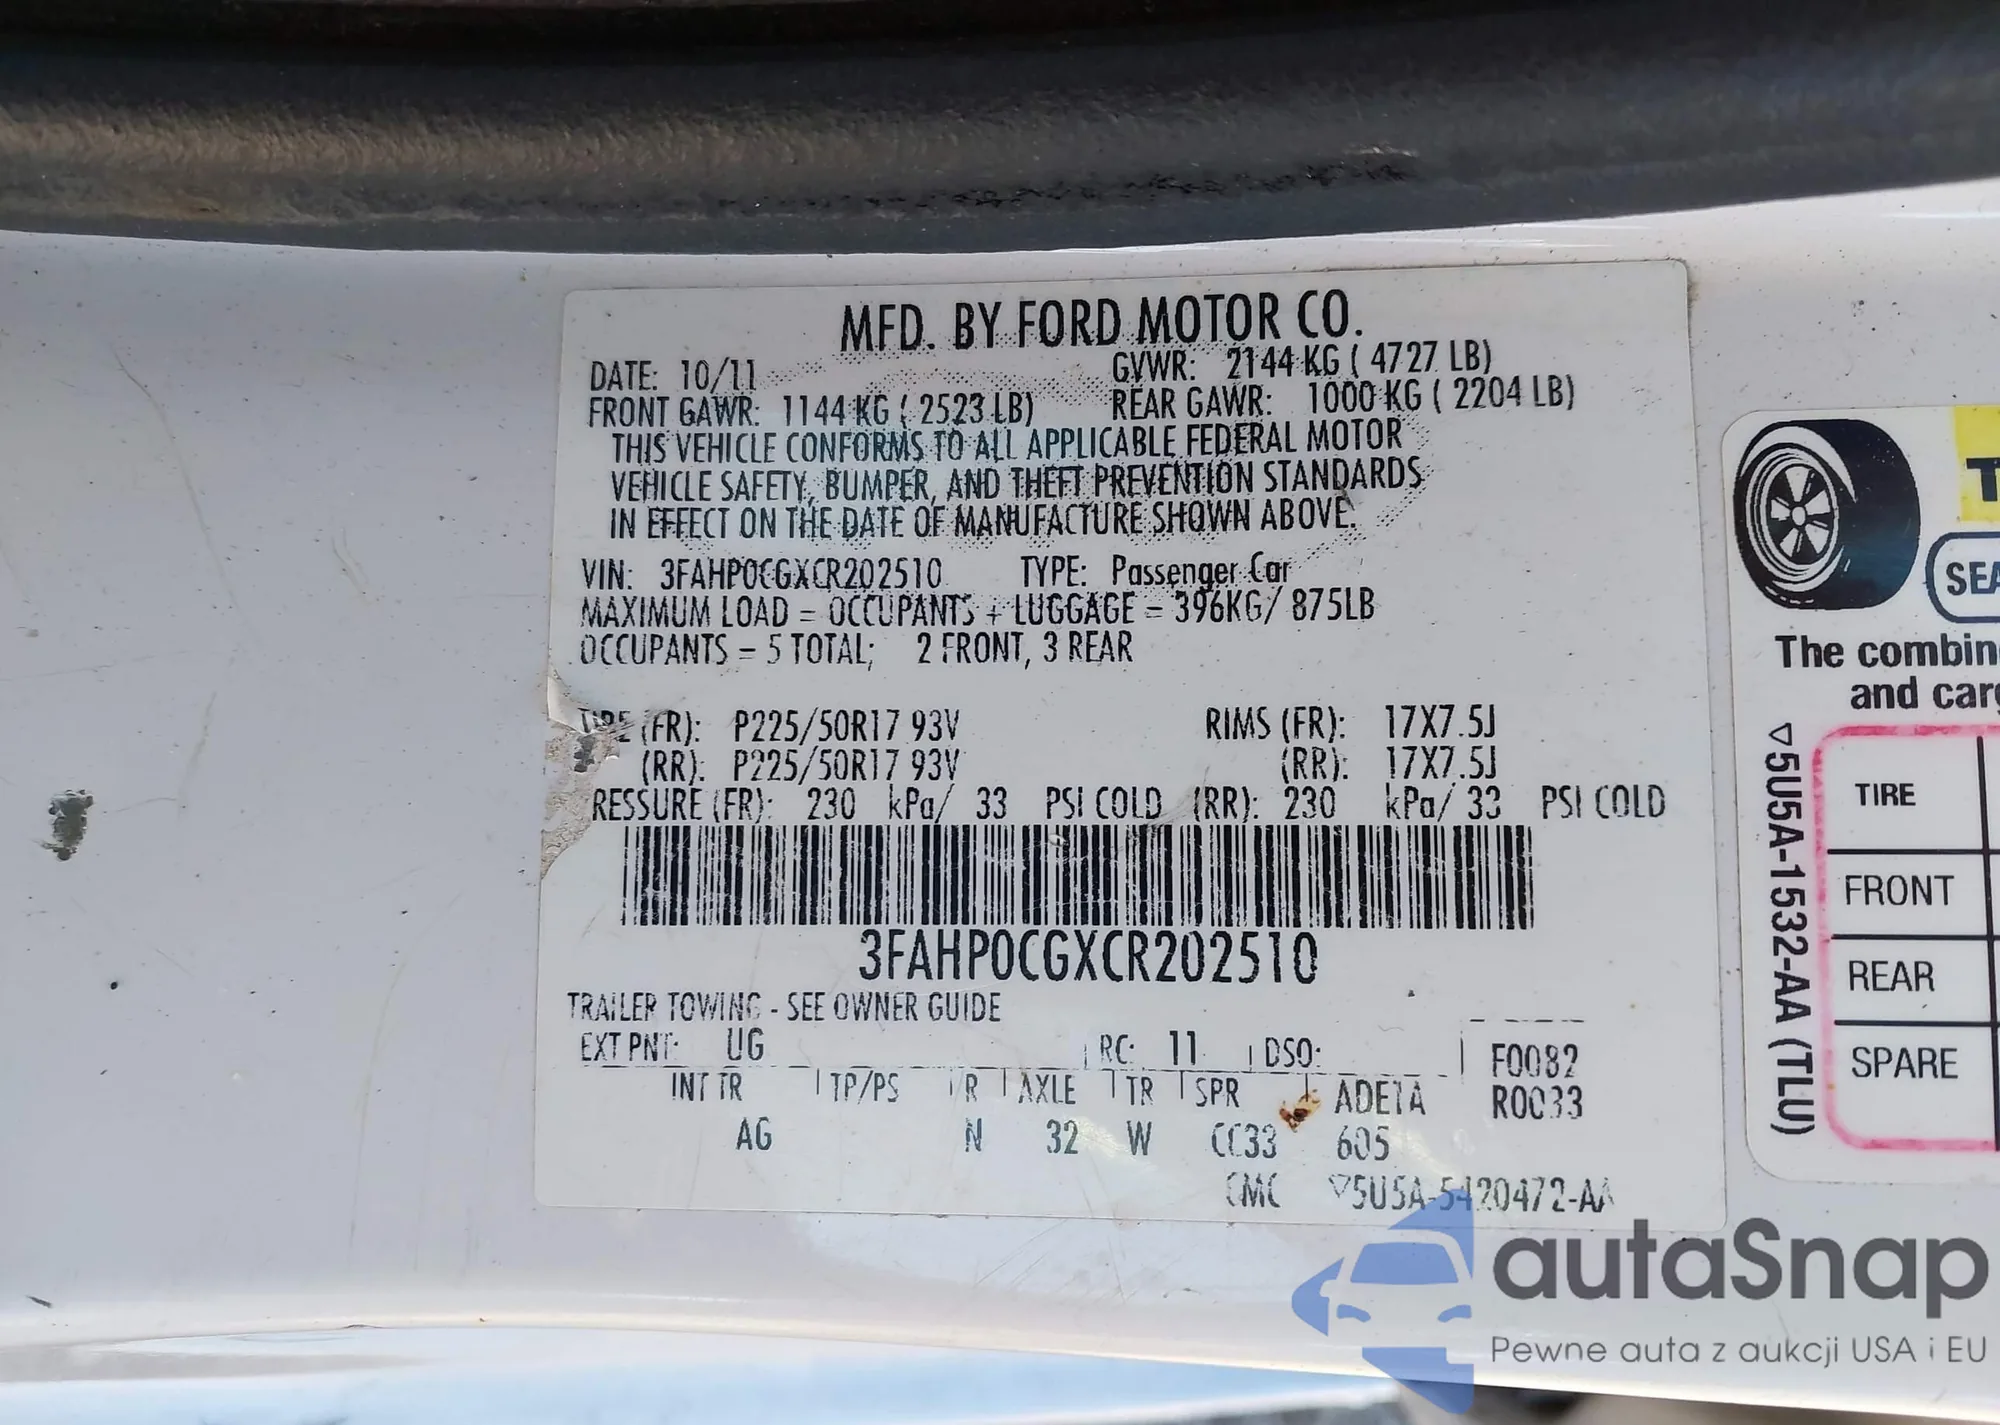 MFD. BY FORD MOTOR CO.
DATE: 10/11 GVWR: 2144 KG ( 4727 LB)
FRONT GAWR: 1144 KG ( 2523 LB) REAR GAWR: 1000 KG ( 2204 LB)
THIS VEHICLE CONFORMS TO ALL APPLICABLE FEDERAL MOTOR
VEHICLE SAFETY, BUMPER, AND THEFT PREVENTION STANDARDS
IN EFFECT ON THE DATE OF MANUFACTURE SHOWN ABOVE.
VIN: 3FAHP0CGXCR202510 TYPE: Passenger Car
MAXIMUM LOAD = OCCUPANTS + LUGGAGE = 396KG/ 875LB
OCCUPANTS = 5 TOTAL; 2 FRONT, 3 REAR
TIRE (FR): P225/50R17 93V RIMS (FR): 17X7.5J
(RR): P225/50R17 93V (RR): 17X7.5J
RESSURE (FR): 230 kPa/ 33 PSI COLD (RR): 230 kPa/ 33 PSI COLD
3FAHP0CGXCR202510
TRAILER TOWING - SEE OWNER GUIDE
EXT PNT: UG RC: 11 DSO: F0082
INT TR TP/PS R AXLE TR SPR ADETA R0033
AG N 32 W CC33 605
CMC ▽5U5A-5420472-AA
T
SEA
The combin
and carg
▽5U5A-1532-AA (TLU)
TIRE
FRONT
REAR
SPARE
autaSnap
Pewne auta z aukcji USA i EU